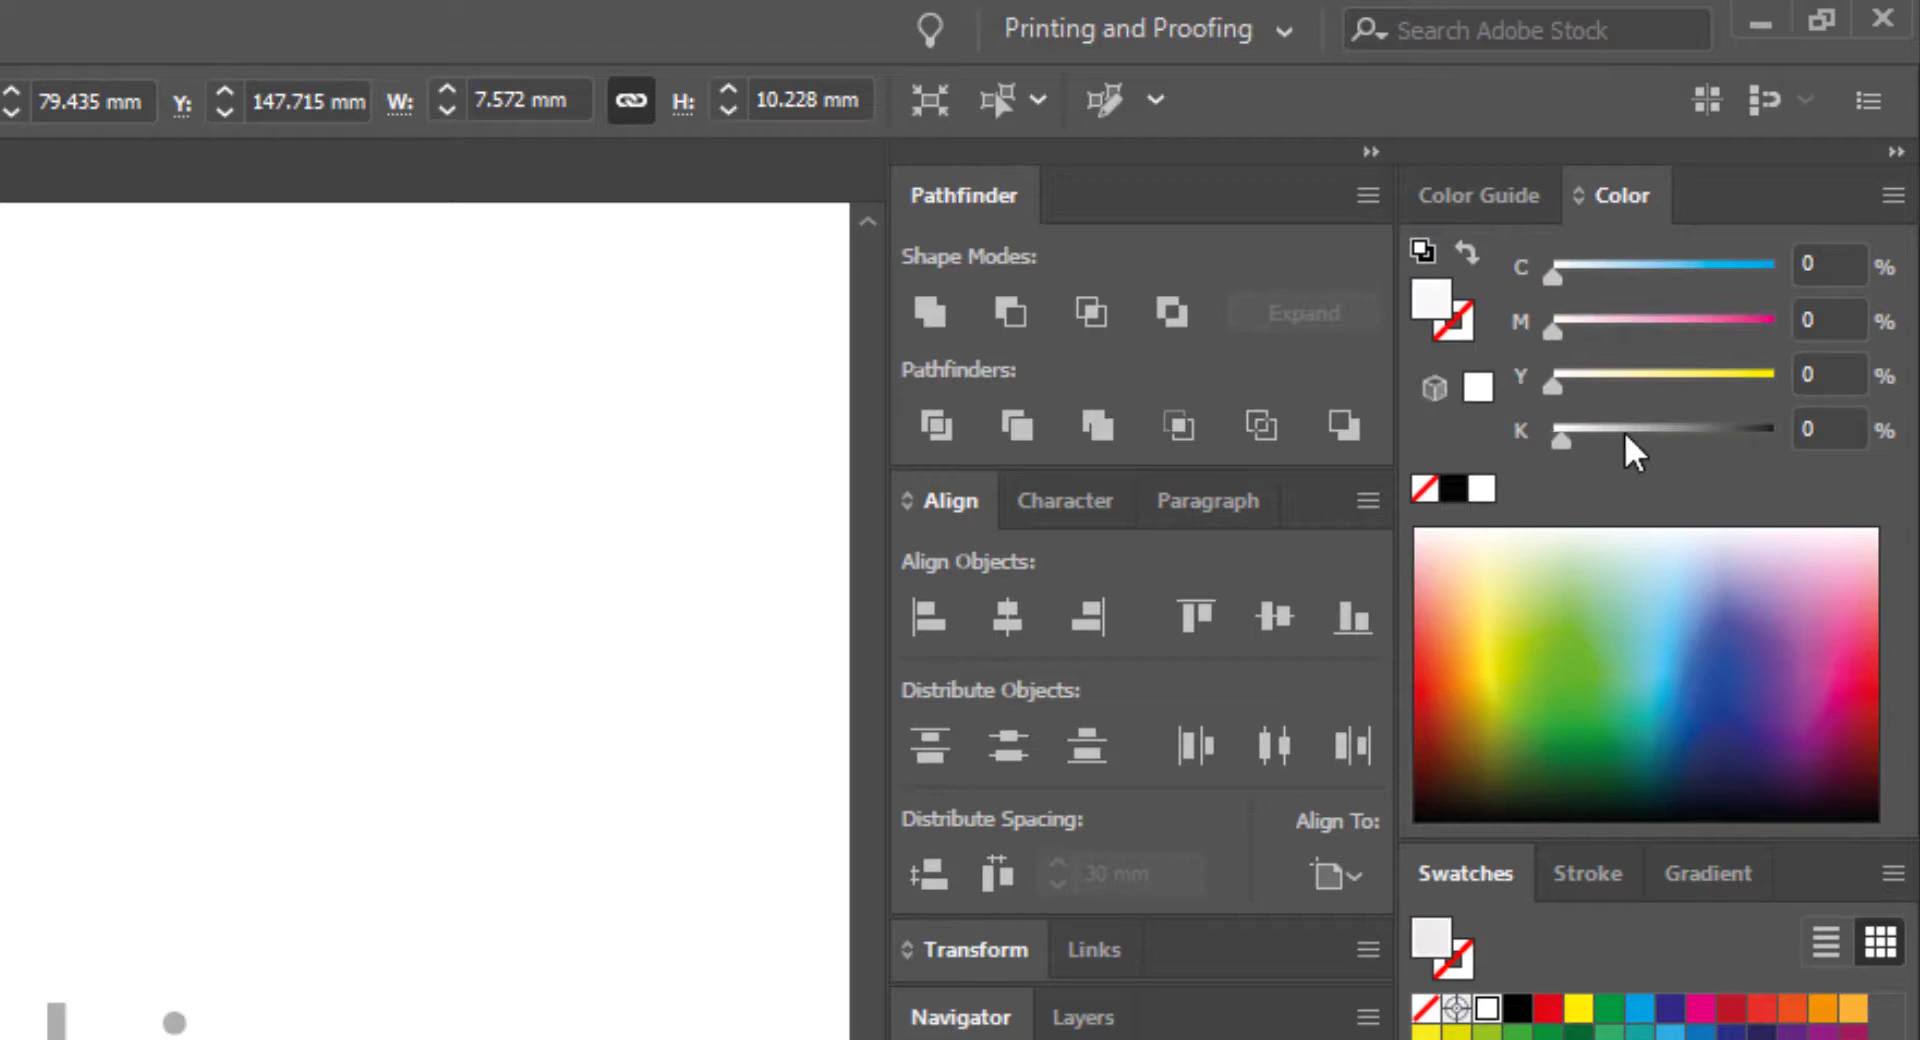 Printing and Proofing
Search Adobe Stock
79.435 mm Y: 147.715 mm W: 7.572 mm H: 10.228 mm
Pathfinder
Shape Modes:
Expand
Pathfinders:
Align Character Paragraph
Align Objects:
Distribute Objects:
Distribute Spacing:
Align To:
30 mm
Transform Links
Navigator Layers
Color Guide Color
C 0 %
M 0 %
Y 0 %
K 0 %
Swatches Stroke Gradient